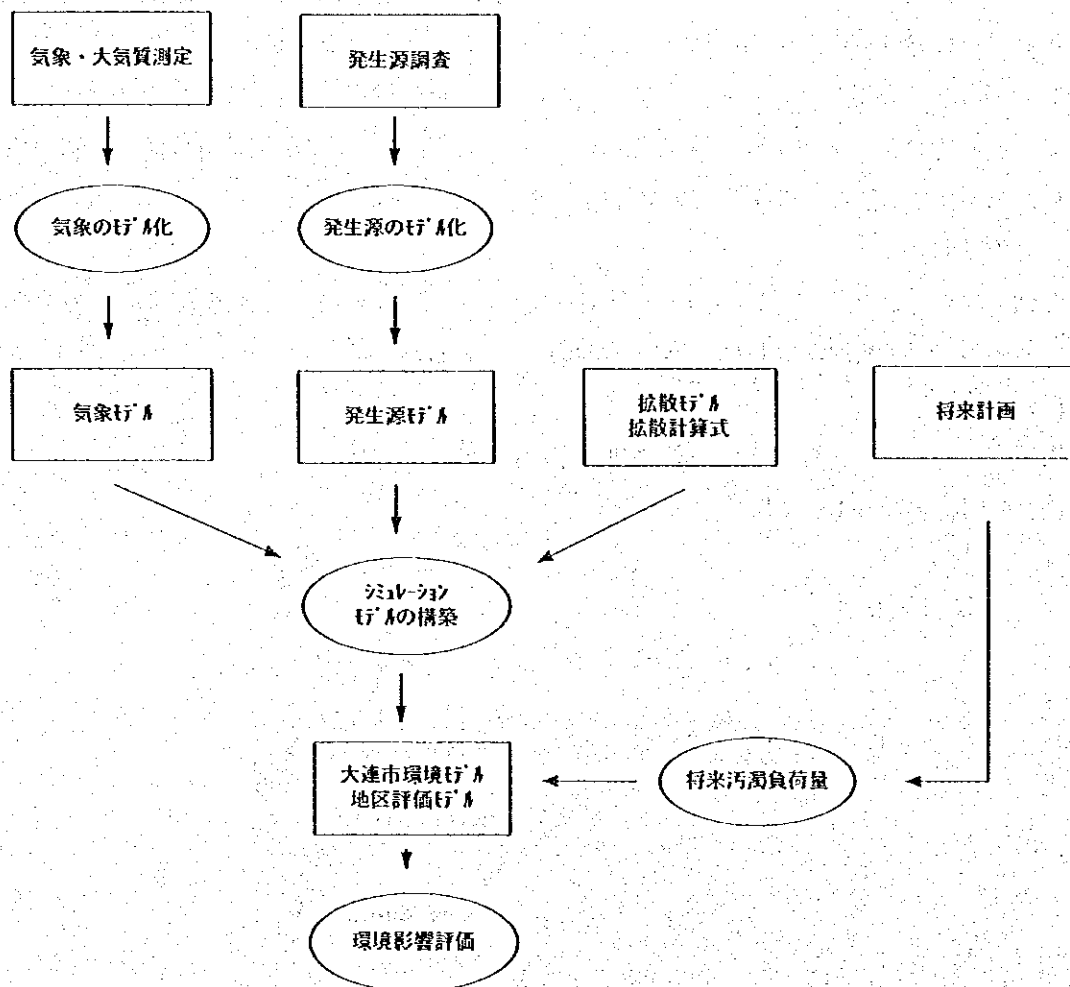 気象・大気質測定
発生源調査
気象のﾓﾃﾞﾙ化
発生源のﾓﾃﾞﾙ化
気象ﾓﾃﾞﾙ
発生源ﾓﾃﾞﾙ
拡散ﾓﾃﾞﾙ
拡散計算式
将来計画
ｼﾐｭﾚｰｼｮﾝ
ﾓﾃﾞﾙの構築
大連市環境ﾓﾃﾞﾙ
地区評価ﾓﾃﾞﾙ
将来汚濁負荷量
環境影響評価